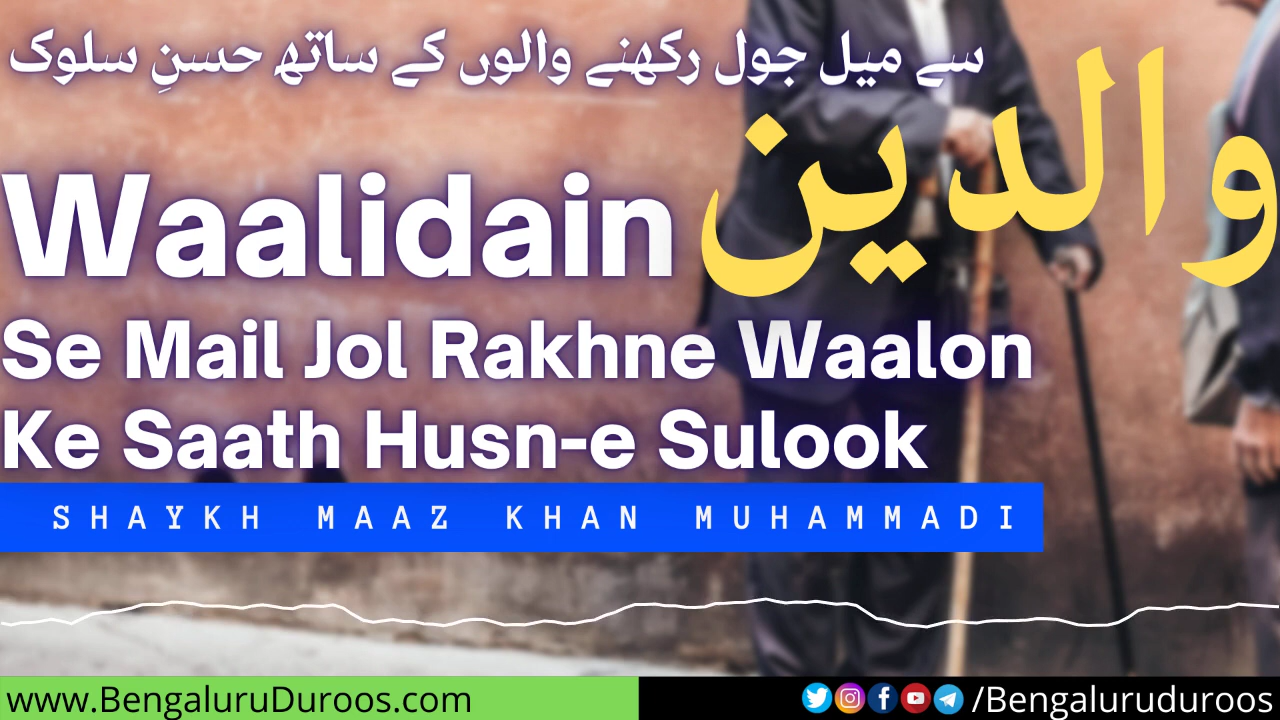 والدین
سے میل جول رکھنے والوں کے ساتھ حسنِ سلوک
Waalidain
Se Mail Jol Rakhne Waalon
Ke Saath Husn-e Sulook
SHAYKH MAAZ KHAN MUHAMMADI
www.BengaluruDuroos.com
/Bengaluruduroos